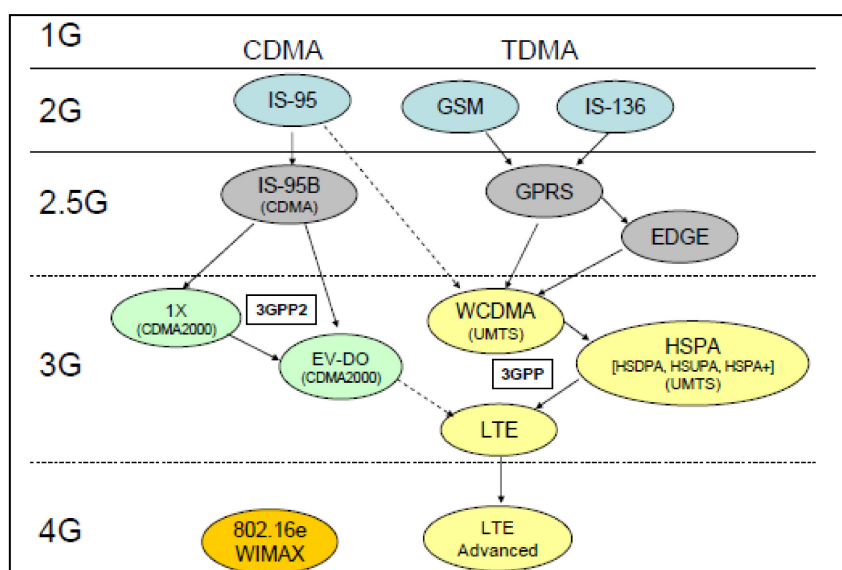 1G
CDMA
TDMA
2G
IS-95
GSM
IS-136
2.5G
IS-95B
(CDMA)
GPRS
EDGE
3G
1X
(CDMA2000)
3GPP2
WCDMA
(UMTS)
EV-DO
(CDMA2000)
3GPP
HSPA
[HSDPA, HSUPA, HSPA+]
(UMTS)
LTE
4G
802.16e
WIMAX
LTE
Advanced